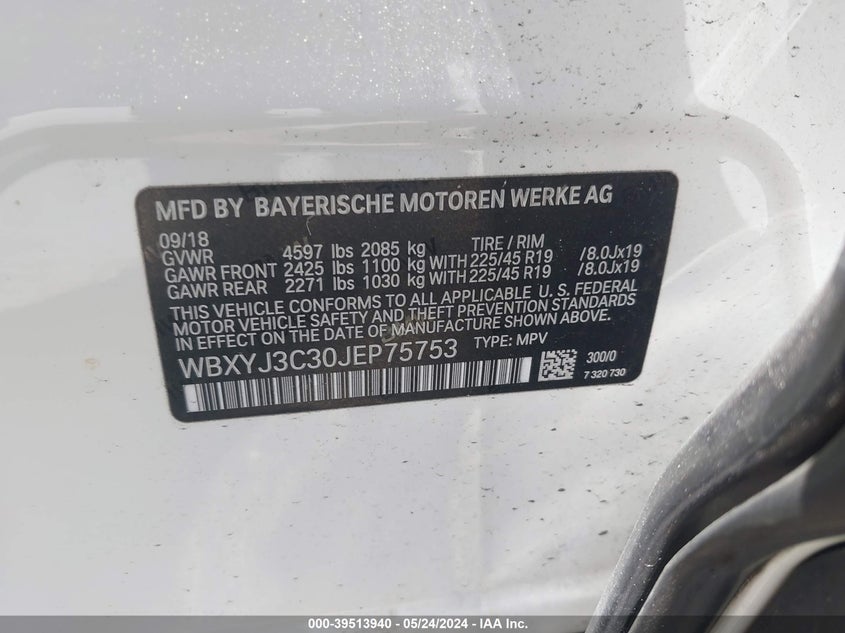 MFD BY BAYERISCHE MOTOREN WERKE AG
09/18 TIRE / RIM
GVWR 4597 lbs 2085 kg
GAWR FRONT 2425 lbs 1100 kg WITH 225/45 R19 /8.0Jx19
GAWR REAR 2271 lbs 1030 kg WITH 225/45 R19 /8.0Jx19
THIS VEHICLE CONFORMS TO ALL APPLICABLE U. S. FEDERAL
MOTOR VEHICLE SAFETY AND THEFT PREVENTION STANDARDS
IN EFFECT ON THE DATE OF MANUFACTURE SHOWN ABOVE.
WBXYJ3C30JEP75753 TYPE: MPV
300/0
7 320 730
000-39513940 - 05/24/2024 - IAA Inc.